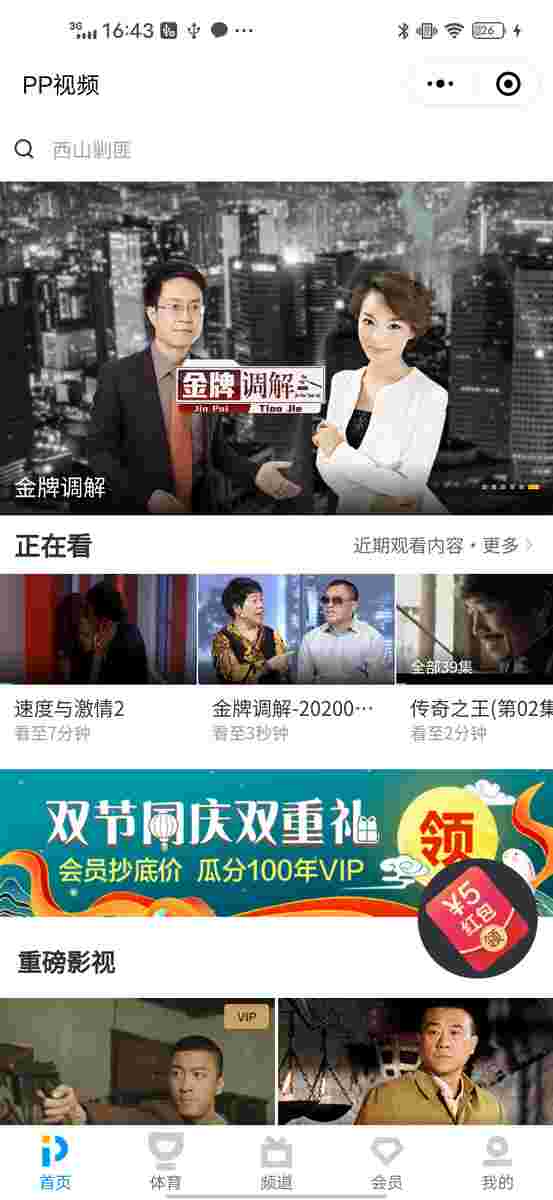 3G 16:43 26
PP视频
西山剿匪
金牌调解
Jin Pai Tiao Jie
金牌调解
正在看
近期观看内容・更多
全部39集
速度与激情2
金牌调解-20200…
传奇之王(第02集
看至7分钟
看至3秒钟
看至2分钟
双节同庆双重礼
领
会员抄底价 瓜分100年VIP
¥5
红包
领
重磅影视
VIP
首页
体育
频道
会员
我的